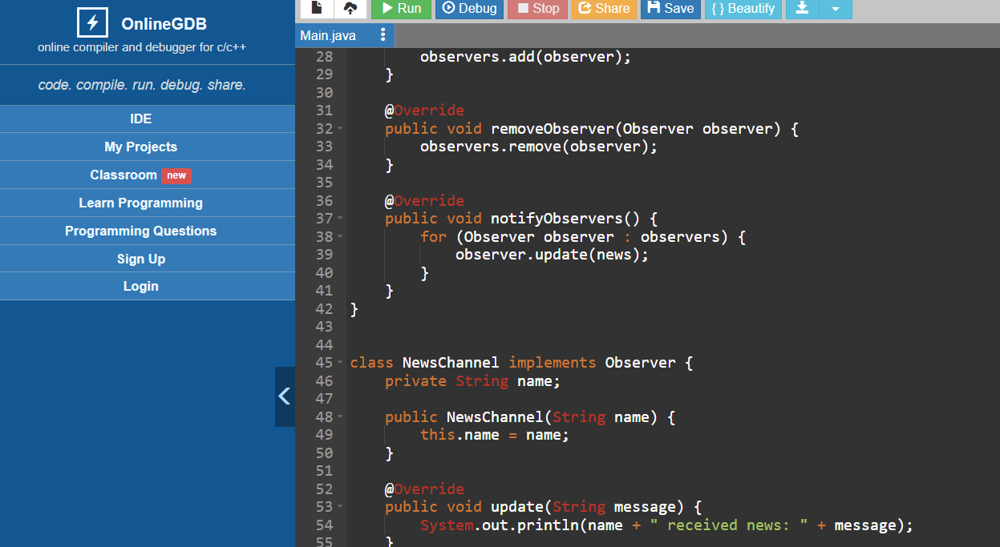 OnlineGDB
online compiler and debugger for c/c++
code. compile. run. debug. share.
IDE
My Projects
Classroom new
Learn Programming
Programming Questions
Sign Up
Login
Run Debug Stop Share Save { } Beautify
Main.java
28 observers.add(observer);
29 }
30
31 @Override
32 public void removeObserver(Observer observer) {
33 observers.remove(observer);
34 }
35
36 @Override
37 public void notifyObservers() {
38 for (Observer observer : observers) {
39 observer.update(news);
40 }
41 }
42 }
43
44
45 class NewsChannel implements Observer {
46 private String name;
47
48 public NewsChannel(String name) {
49 this.name = name;
50 }
51
52 @Override
53 public void update(String message) {
54 System.out.println(name + " received news: " + message);
55 }